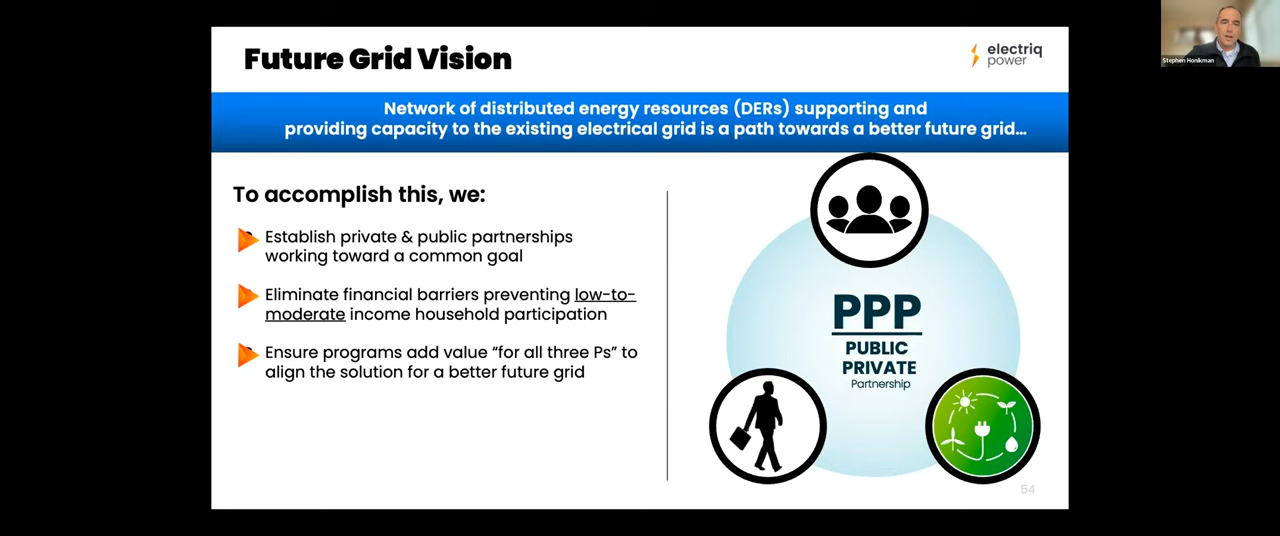 Future Grid Vision
electriq
power
Stephen Honikman
Network of distributed energy resources (DERs) supporting and
providing capacity to the existing electrical grid is a path towards a better future grid…
To accomplish this, we:
Establish private & public partnerships
working toward a common goal
Eliminate financial barriers preventing low-to-
moderate income household participation
Ensure programs add value “for all three Ps” to
align the solution for a better future grid
PPP
PUBLIC
PRIVATE
Partnership
54